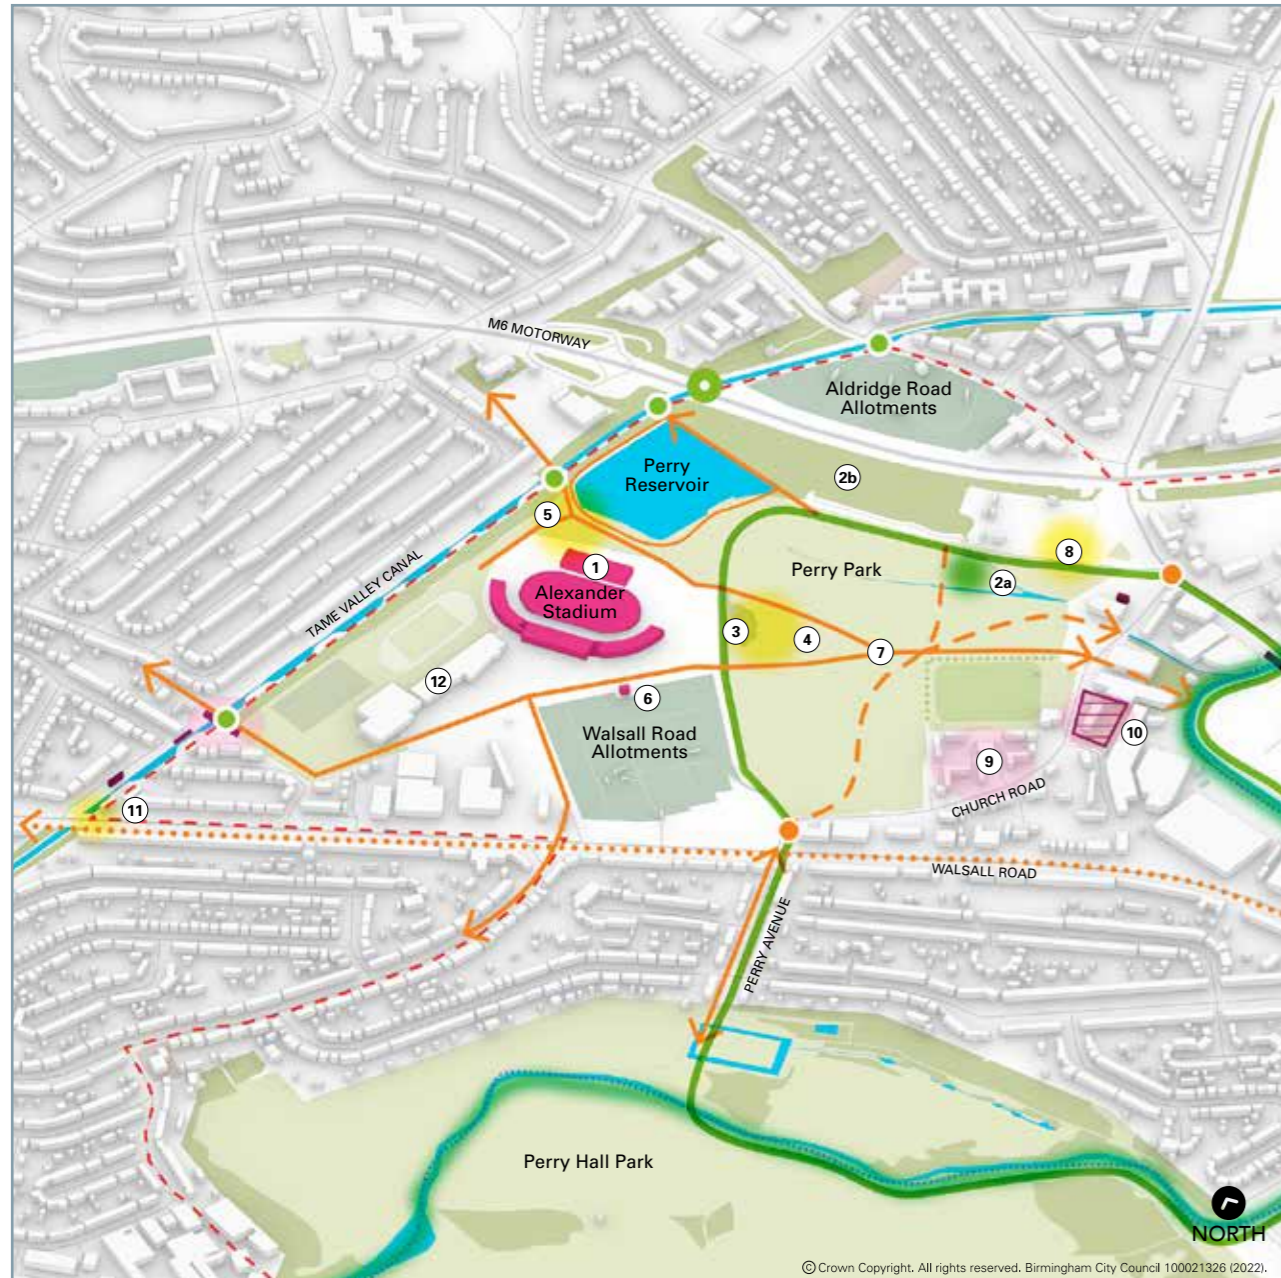 M6 MOTORWAY
Aldridge Road
Allotments
Perry
Reservoir
2b
5
8
1
Perry Park
2a
Alexander
Stadium
TAME VALLEY CANAL
3
4
7
12
6
Walsall Road
Allotments
10
9
CHURCH ROAD
11
WALSALL ROAD
PERRY AVENUE
Perry Hall Park
NORTH
© Crown Copyright. All rights reserved. Birmingham City Council 100021326 (2022).